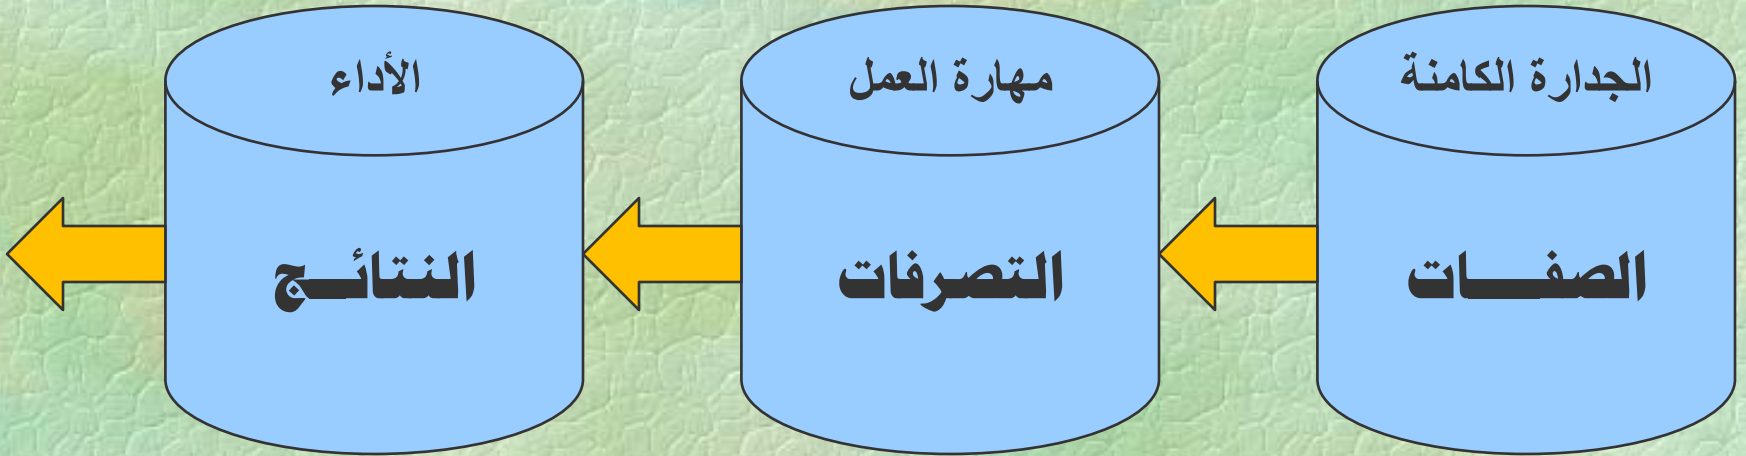 الجدارة الكامنة
الصفـــات
مهارة العمل
التصرفات
الأداء
النتائــج